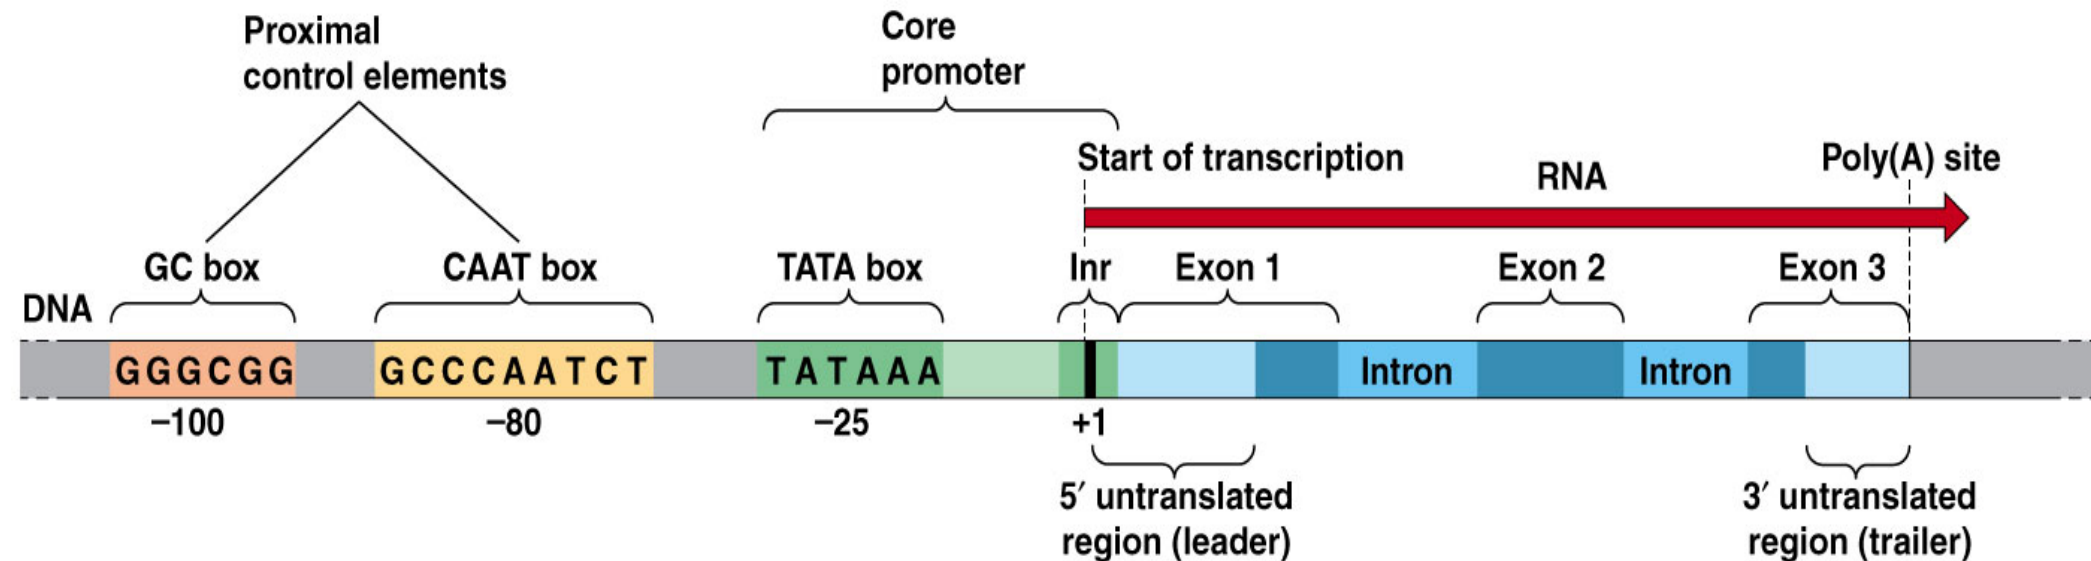 Proximal
control elements
Core
promoter
Start of transcription
RNA
Poly(A) site
GC box
CAAT box
TATA box
Inr
Exon 1
Exon 2
Exon 3
DNA
GGGCGG
GCCCAATCT
TATAAA
Intron
Intron
–100
–80
–25
+1
5′ untranslated
region (leader)
3′ untranslated
region (trailer)